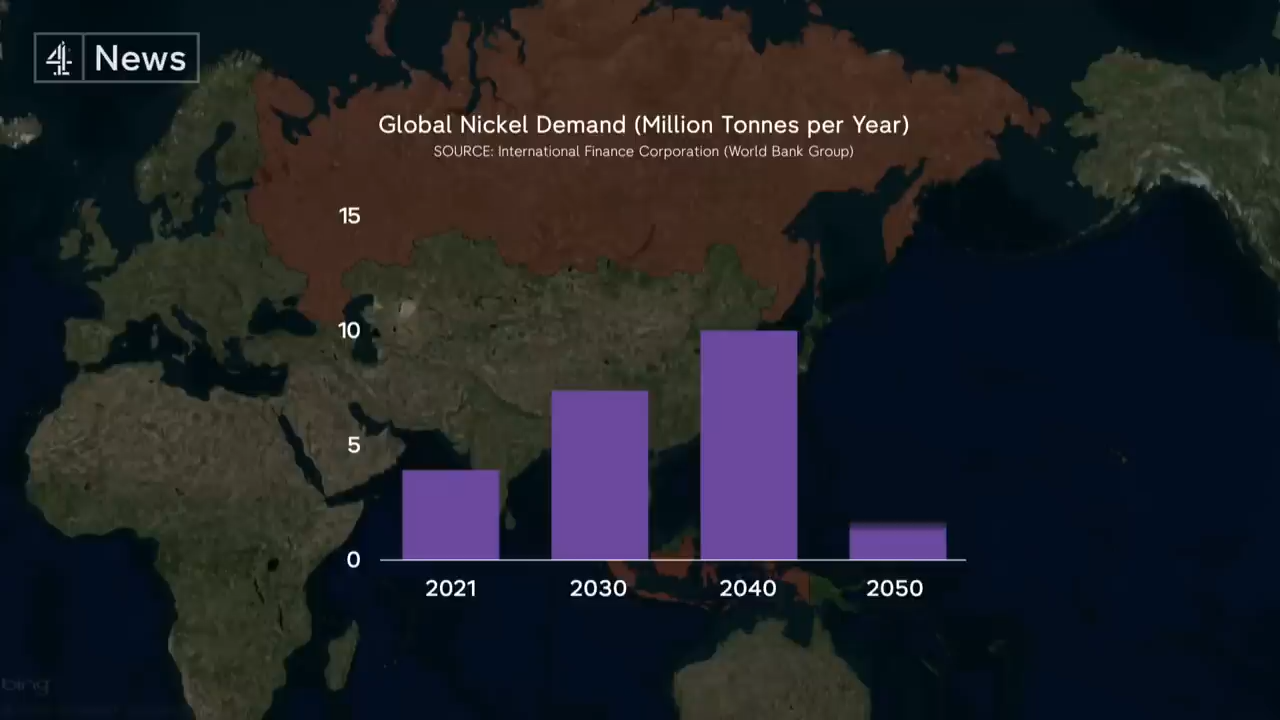 4 News
Global Nickel Demand (Million Tonnes per Year)
SOURCE: International Finance Corporation (World Bank Group)
15
10
5
0
2021 2030 2040 2050
bing